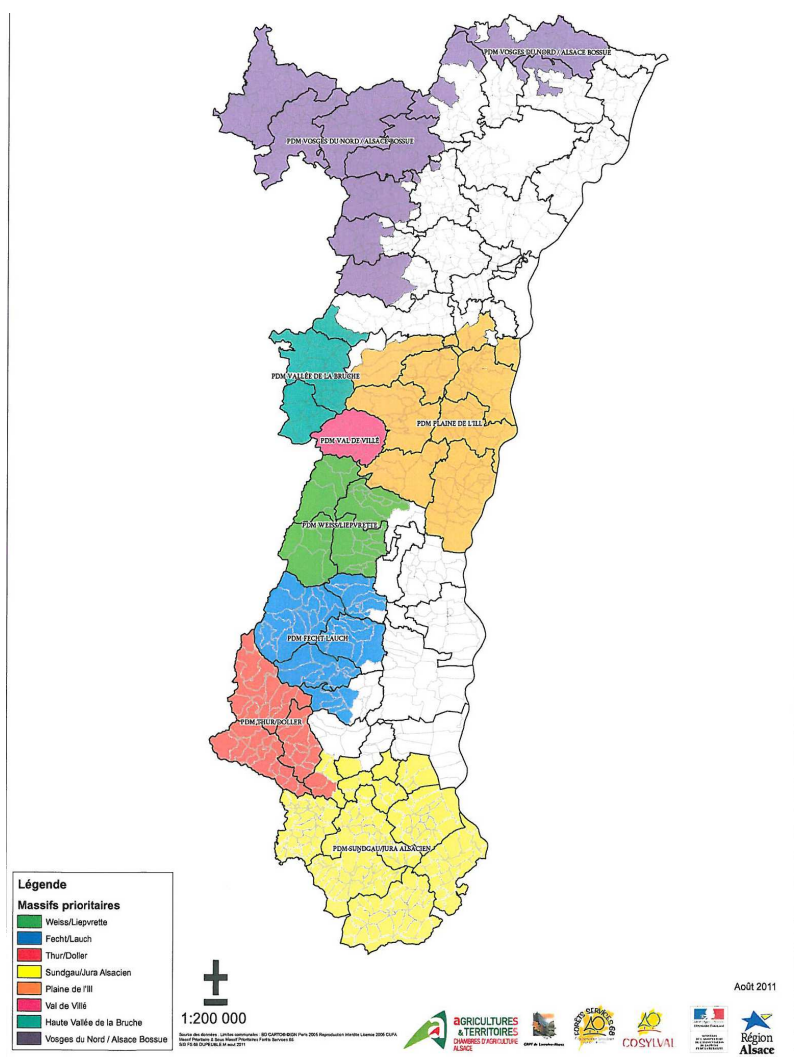 PDM VOSGES DU NORD / ALSACE BOSSUE
PDM VOSGES DU NORD / ALSACE BOSSUE
PDM VALLÉE DE LA BRUCHE
PDM PLAINE DE L'ILL
PDM VAL DE VILLÉ
PDM WEISS/LIEPVRETTE
PDM FECHT/LAUCH
PDM THUR/DOLLER
PDM SUNDGAU/JURA ALSACIEN
Légende
Massifs prioritaires
Weiss/Liepvrette
Fecht/Lauch
Thur/Doller
Sundgau/Jura Alsacien
Plaine de l'Ill
Val de Villé
Haute Vallée de la Bruche
Vosges du Nord / Alsace Bossue
1:200 000
Août 2011
AGRICULTURES
& TERRITOIRES
CHAMBRES D'AGRICULTURE
ALSACE
FORÊTS SERVICES 68
COSYLVAL
Région
Alsace